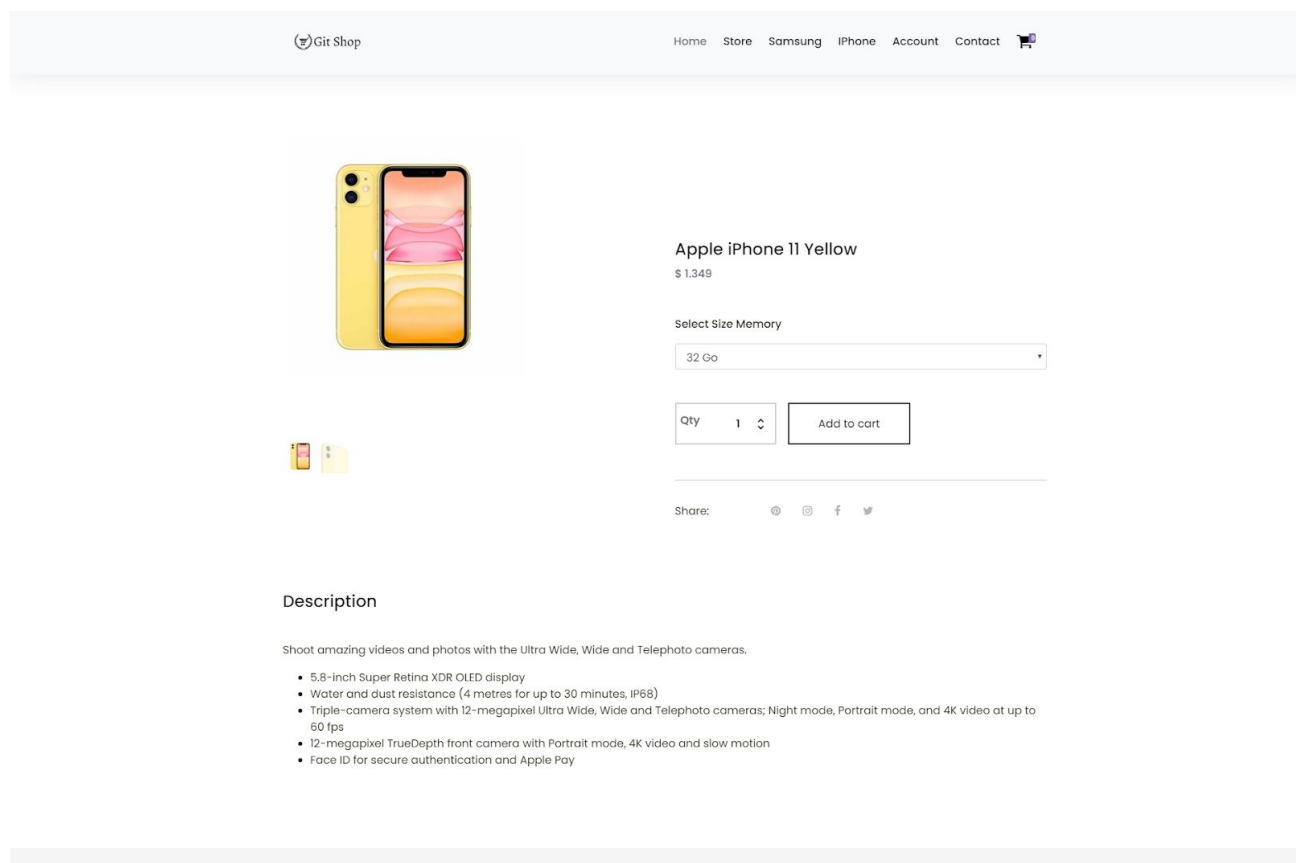 Git Shop
Home Store Samsung IPhone Account Contact
Apple iPhone 11 Yellow
$ 1.349
Select Size Memory
32 Go
Qty 1 Add to cart
Share:
Description
Shoot amazing videos and photos with the Ultra Wide, Wide and Telephoto cameras.
5.8-inch Super Retina XDR OLED display
Water and dust resistance (4 metres for up to 30 minutes, IP68)
Triple-camera system with 12-megapixel Ultra Wide, Wide and Telephoto cameras; Night mode, Portrait mode, and 4K video at up to
60 fps
12-megapixel TrueDepth front camera with Portrait mode, 4K video and slow motion
Face ID for secure authentication and Apple Pay